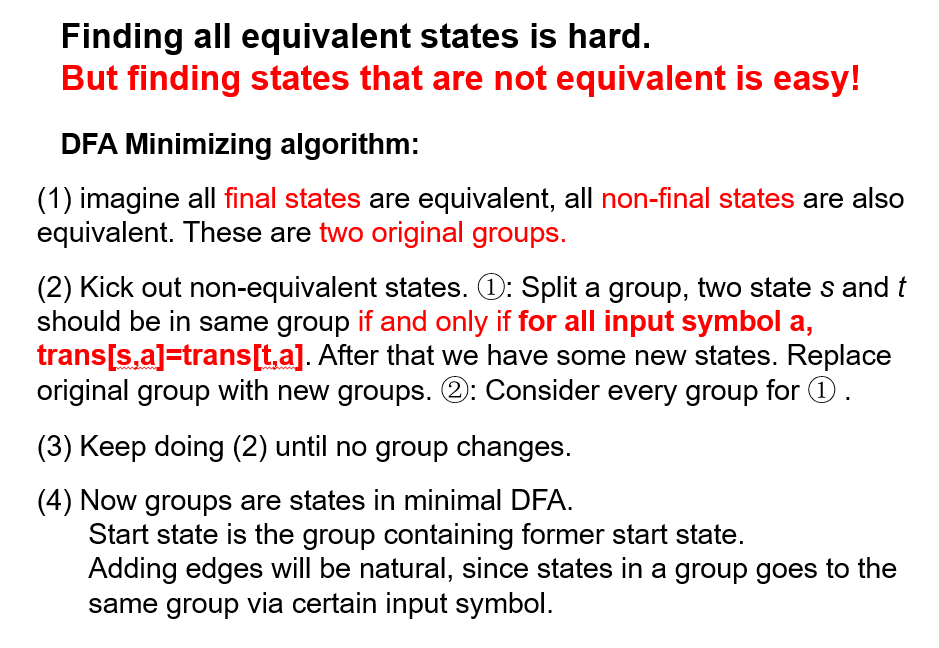 Finding all equivalent states is hard.
But finding states that are not equivalent is easy!
DFA Minimizing algorithm:
(1) imagine all final states are equivalent, all non-final states are also
equivalent. These are two original groups.
(2) Kick out non-equivalent states. ①: Split a group, two state s and t
should be in same group if and only if for all input symbol a,
trans[s,a]=trans[t,a]. After that we have some new states. Replace
original group with new groups. ②: Consider every group for ① .
(3) Keep doing (2) until no group changes.
(4) Now groups are states in minimal DFA.
Start state is the group containing former start state.
Adding edges will be natural, since states in a group goes to the
same group via certain input symbol.